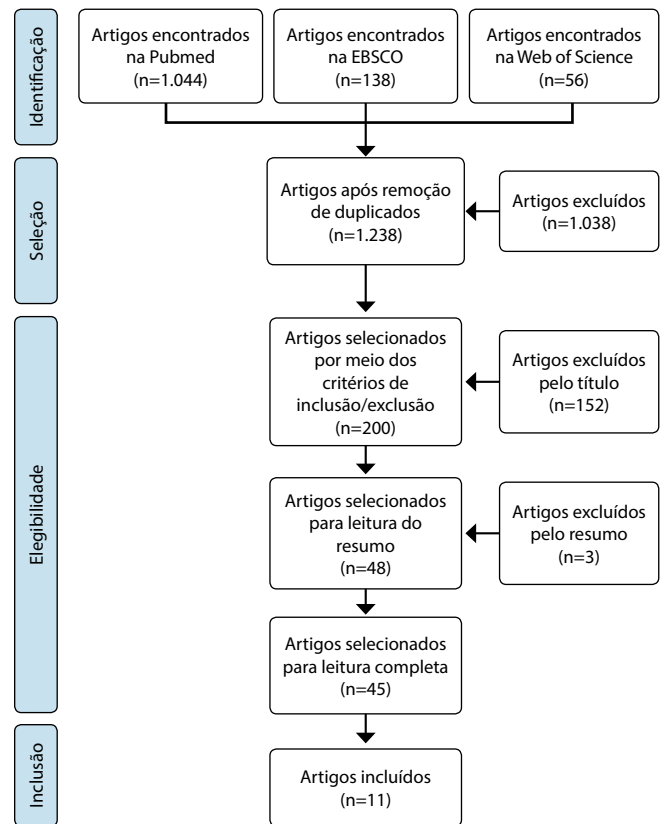 Identificação
Artigos encontrados
na Pubmed
(n=1.044)
Artigos encontrados
na EBSCO
(n=138)
Artigos encontrados
na Web of Science
(n=56)
Seleção
Artigos após remoção
de duplicados
(n=1.238)
Artigos excluídos
(n=1.038)
Elegibilidade
Artigos selecionados
por meio dos
critérios de
inclusão/exclusão
(n=200)
Artigos excluídos
pelo título
(n=152)
Artigos selecionados
para leitura do
resumo
(n=48)
Artigos excluídos
pelo resumo
(n=3)
Artigos selecionados
para leitura completa
(n=45)
Inclusão
Artigos incluídos
(n=11)